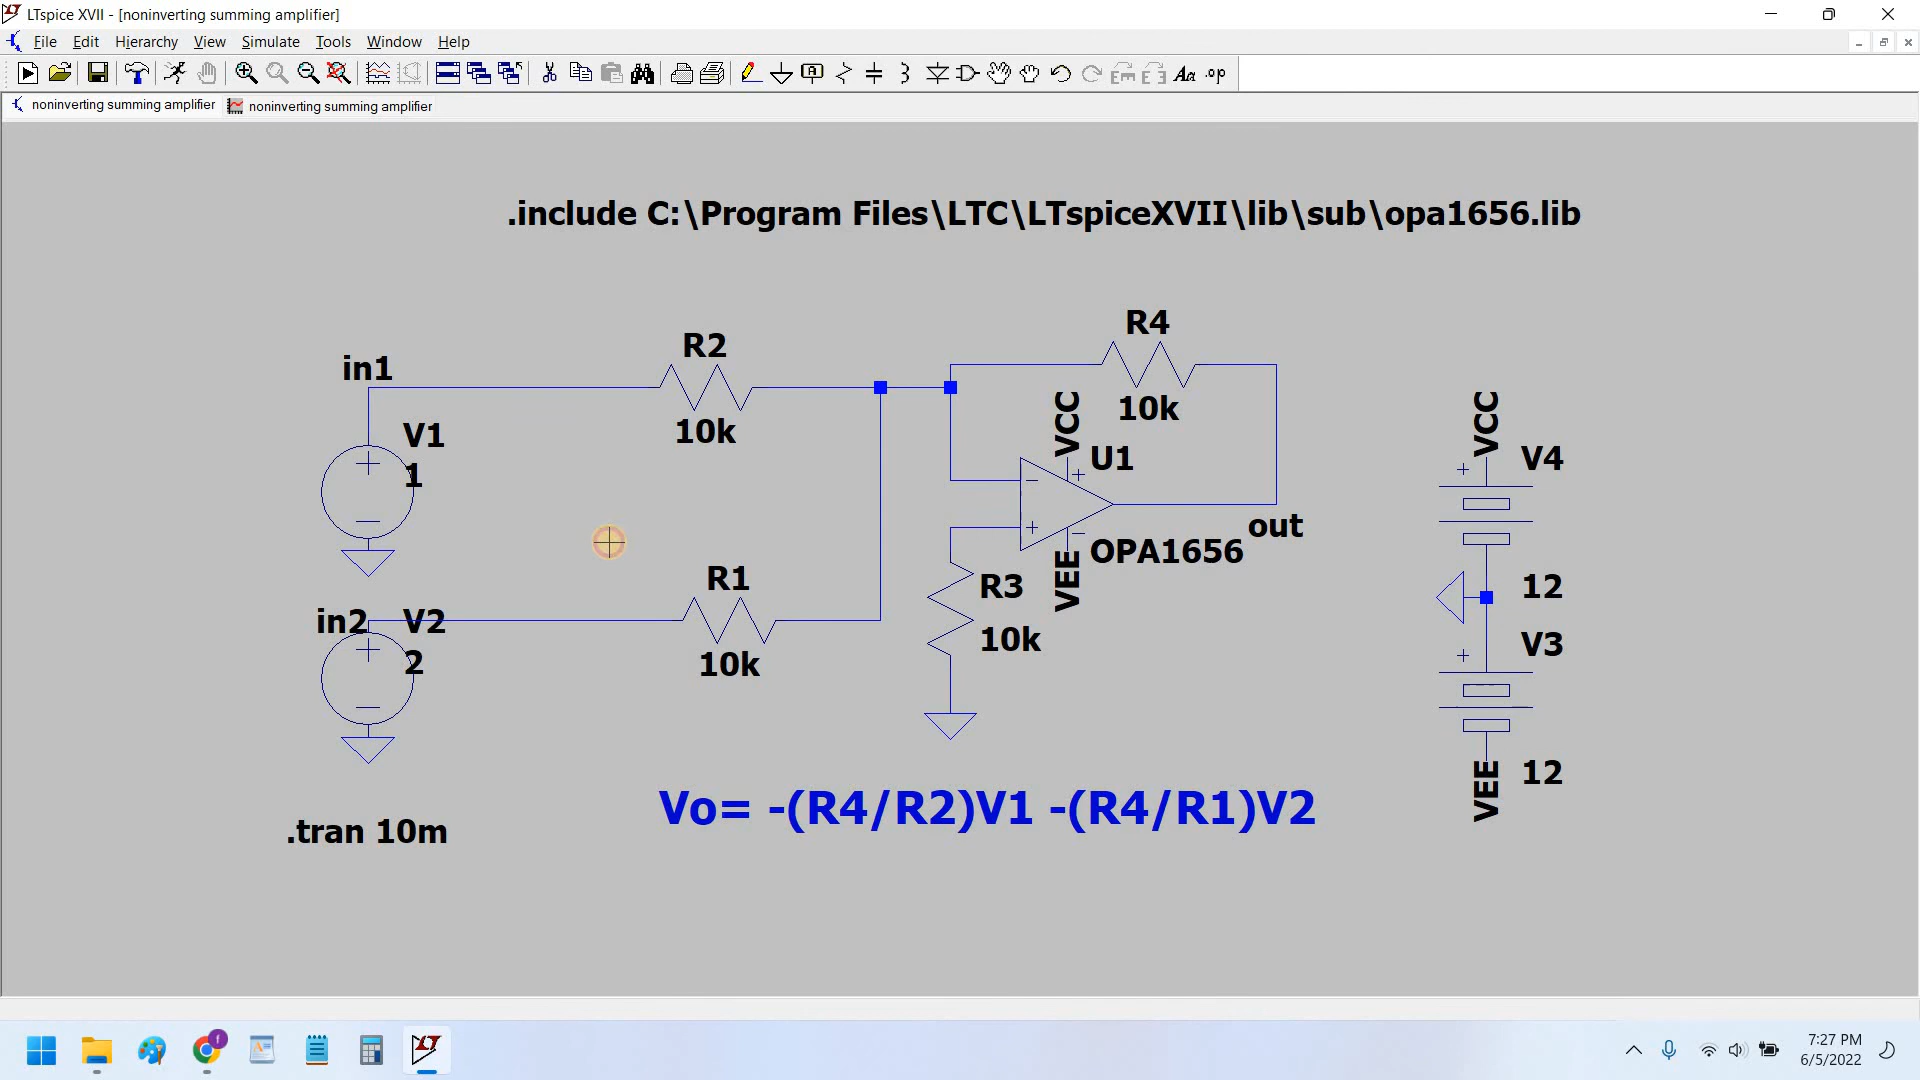 LTspice XVII - [noninverting summing amplifier]
File Edit Hierarchy View Simulate Tools Window Help
.op
noninverting summing amplifier noninverting summing amplifier
.include C:\Program Files\LTC\LTspiceXVII\lib\sub\opa1656.lib
R4
R2
in1
10k
VCC
VCC
10k
V1
1
U1
V4
out
OPA1656
R1
R3
VEE
12
in2 V2
10k
V3
2
10k
12
VEE
Vo= -(R4/R2)V1 -(R4/R1)V2
.tran 10m
7:27 PM
6/5/2022